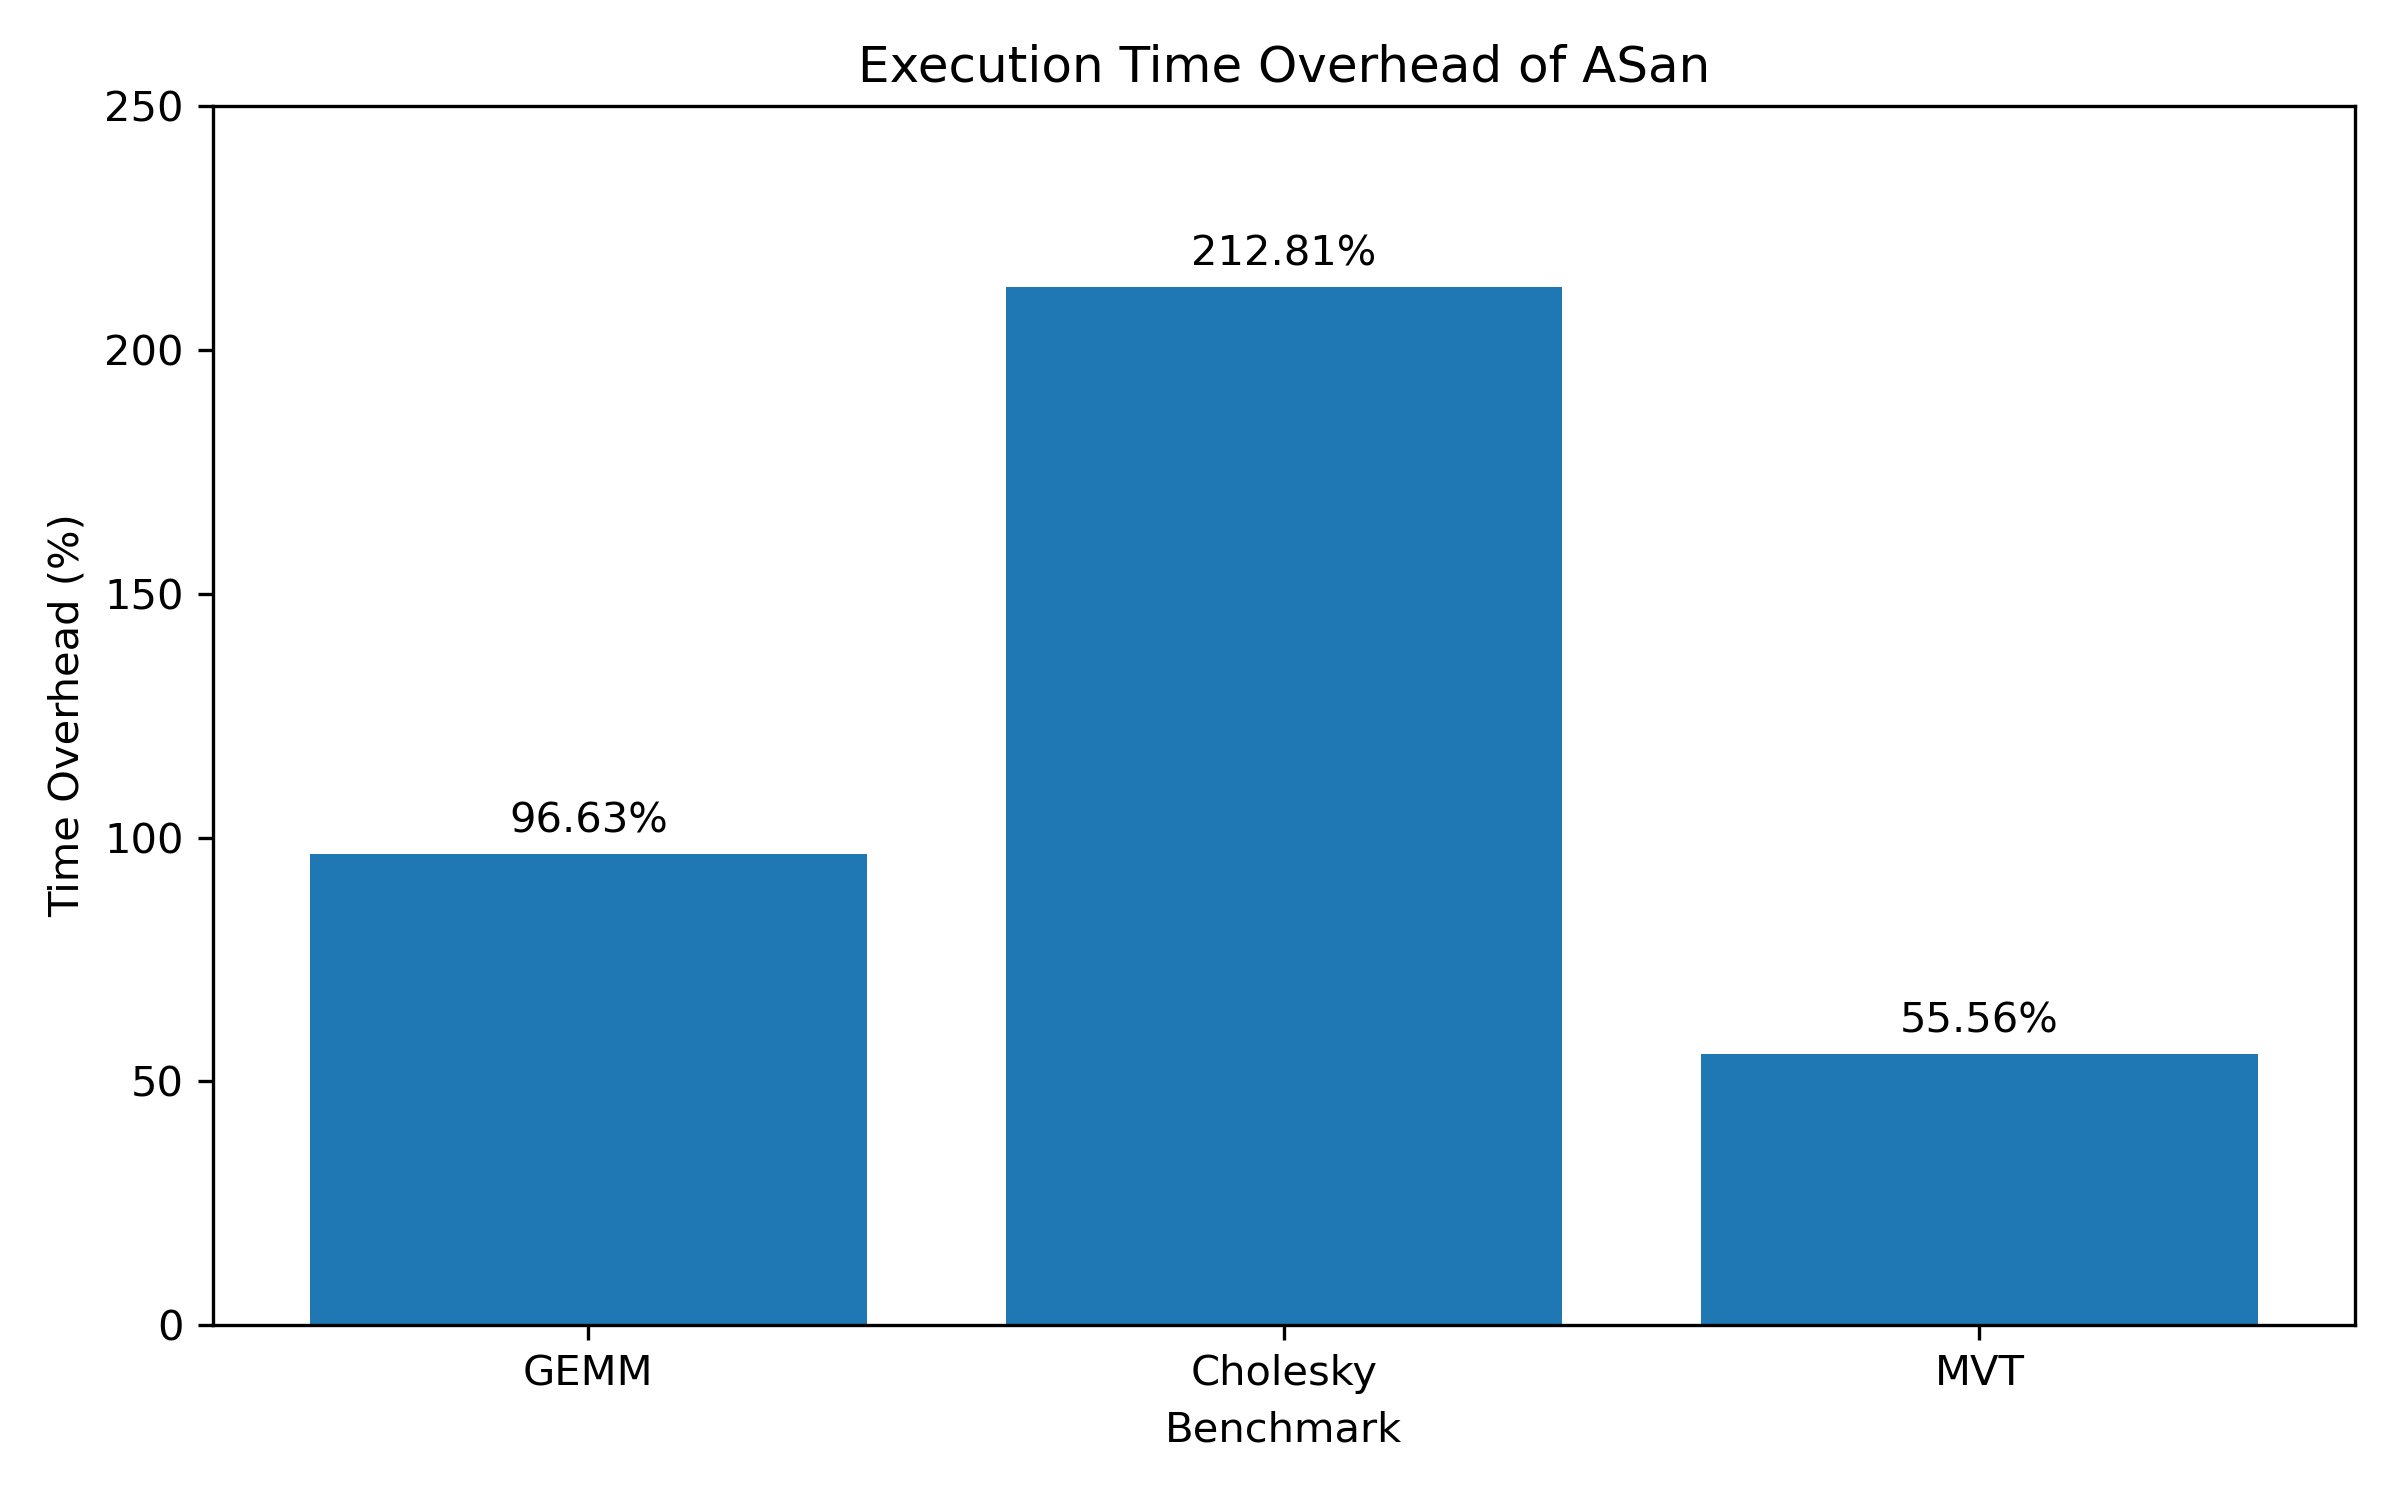 Execution Time Overhead of ASan
Time Overhead (%)
250
200
150
100
50
0
96.63%
212.81%
55.56%
GEMM
Cholesky
MVT
Benchmark